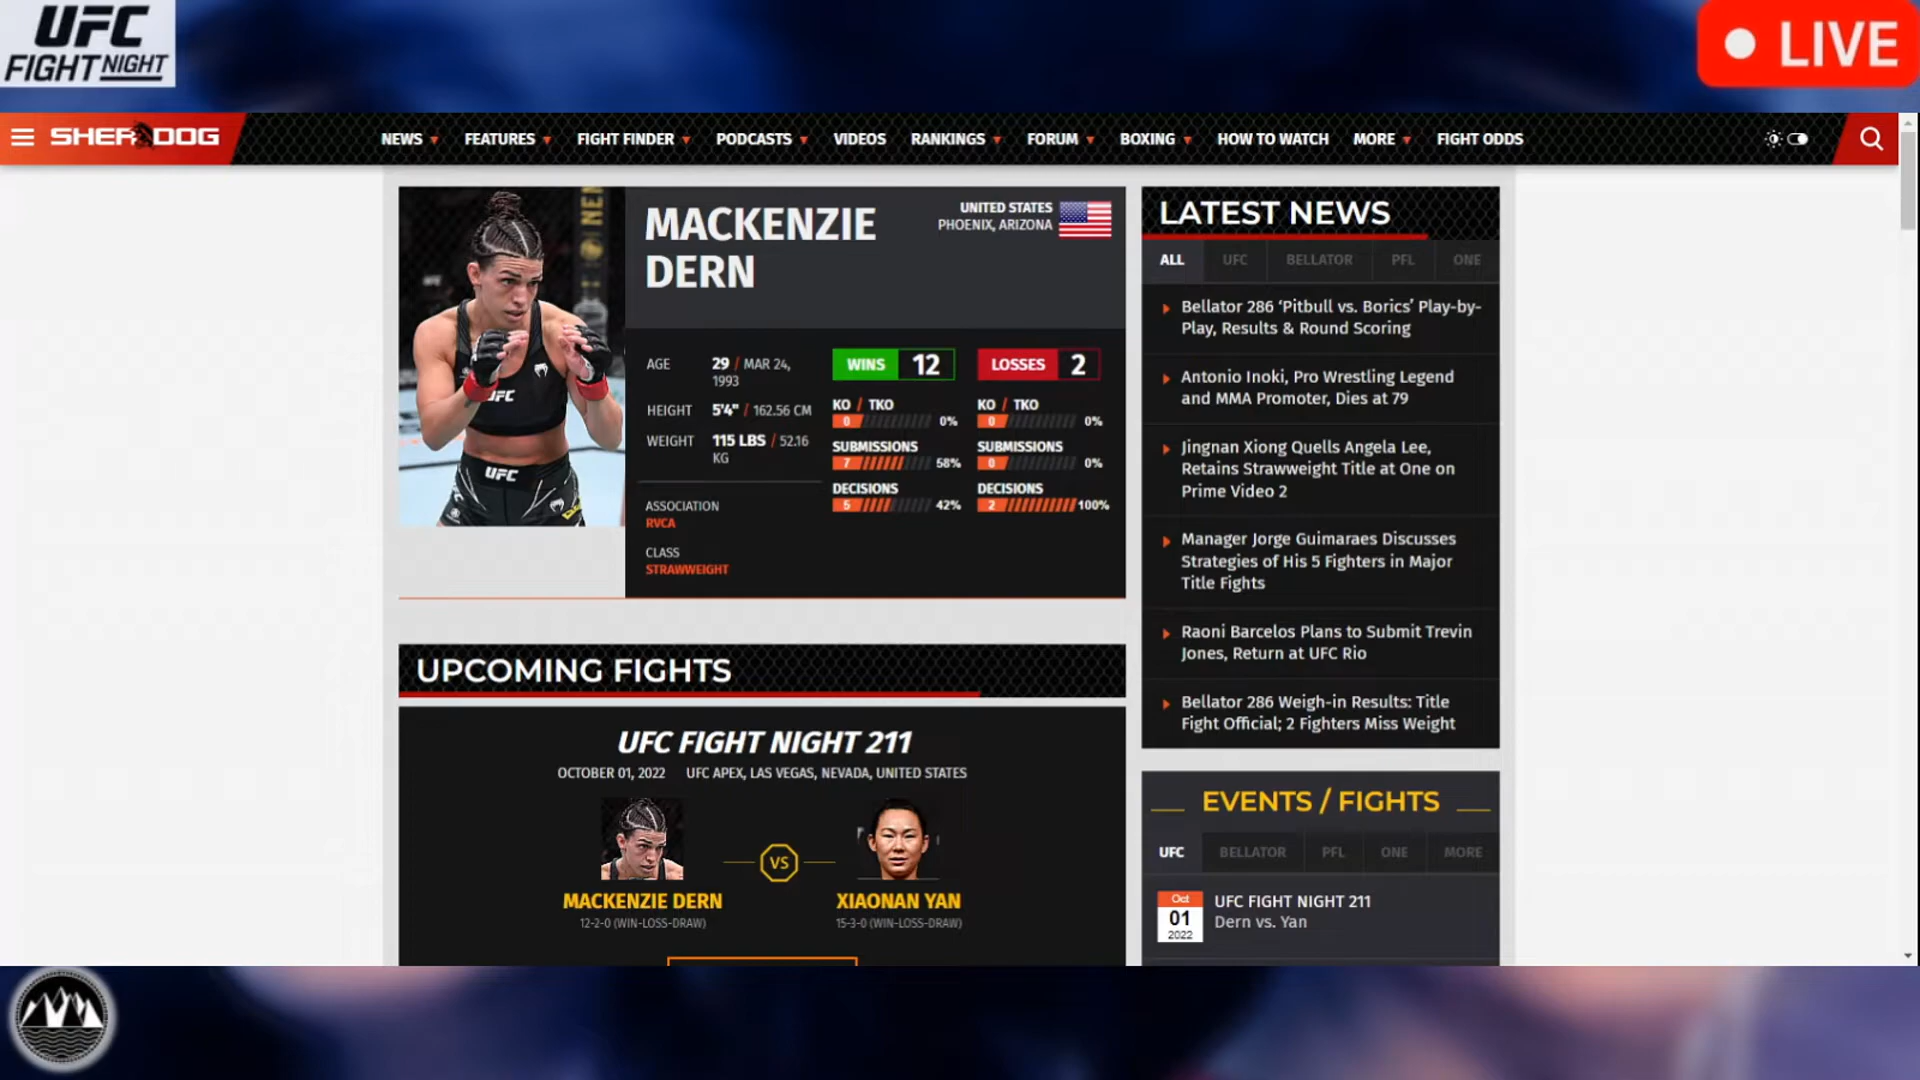 UFC
FIGHT NIGHT
LIVE
SHERDOG
NEWS
FEATURES
FIGHT FINDER
PODCASTS
VIDEOS
RANKINGS
FORUM
BOXING
HOW TO WATCH
MORE
FIGHT ODDS
MACKENZIE
DERN
UNITED STATES
PHOENIX, ARIZONA
AGE
29 / MAR 24,
1993
HEIGHT
5'4" / 162.56 CM
WEIGHT
115 LBS / 52.16
KG
ASSOCIATION
RVCA
CLASS
STRAWWEIGHT
WINS 12
KO / TKO
0 0%
SUBMISSIONS
7 58%
DECISIONS
5 42%
LOSSES 2
KO / TKO
0 0%
SUBMISSIONS
0 0%
DECISIONS
2 100%
UFC
UFC
UPCOMING FIGHTS
UFC FIGHT NIGHT 211
OCTOBER 01, 2022 UFC APEX, LAS VEGAS, NEVADA, UNITED STATES
VS
MACKENZIE DERN
12-2-0 (WIN-LOSS-DRAW)
XIAONAN YAN
15-3-0 (WIN-LOSS-DRAW)
LATEST NEWS
ALL UFC BELLATOR PFL ONE
Bellator 286 ‘Pitbull vs. Borics’ Play-by-
Play, Results & Round Scoring
Antonio Inoki, Pro Wrestling Legend
and MMA Promoter, Dies at 79
Jingnan Xiong Quells Angela Lee,
Retains Strawweight Title at One on
Prime Video 2
Manager Jorge Guimaraes Discusses
Strategies of His 5 Fighters in Major
Title Fights
Raoni Barcelos Plans to Submit Trevin
Jones, Return at UFC Rio
Bellator 286 Weigh-in Results: Title
Fight Official; 2 Fighters Miss Weight
EVENTS / FIGHTS
UFC BELLATOR PFL ONE MORE
Oct
01
2022
UFC FIGHT NIGHT 211
Dern vs. Yan